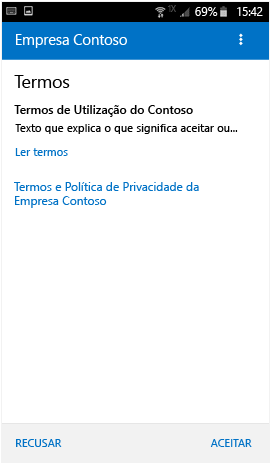 1X 69% 15:42
Empresa Contoso
Termos
Termos de Utilização do Contoso
Texto que explica o que significa aceitar ou...
Ler termos
Termos e Política de Privacidade da
Empresa Contoso
RECUSAR ACEITAR